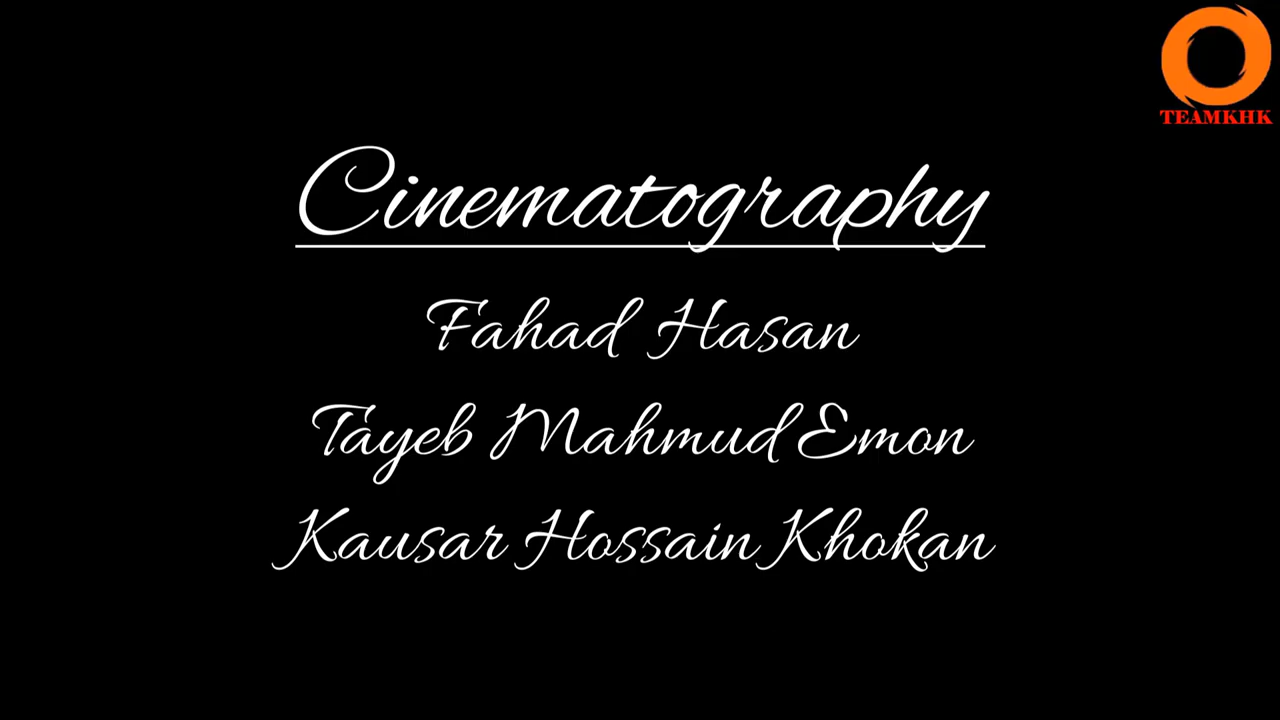 TEAMKHK
Cinematography
Fahad Hasan
Tayeb Mahmud Emon
Kausar Hossain Khokan